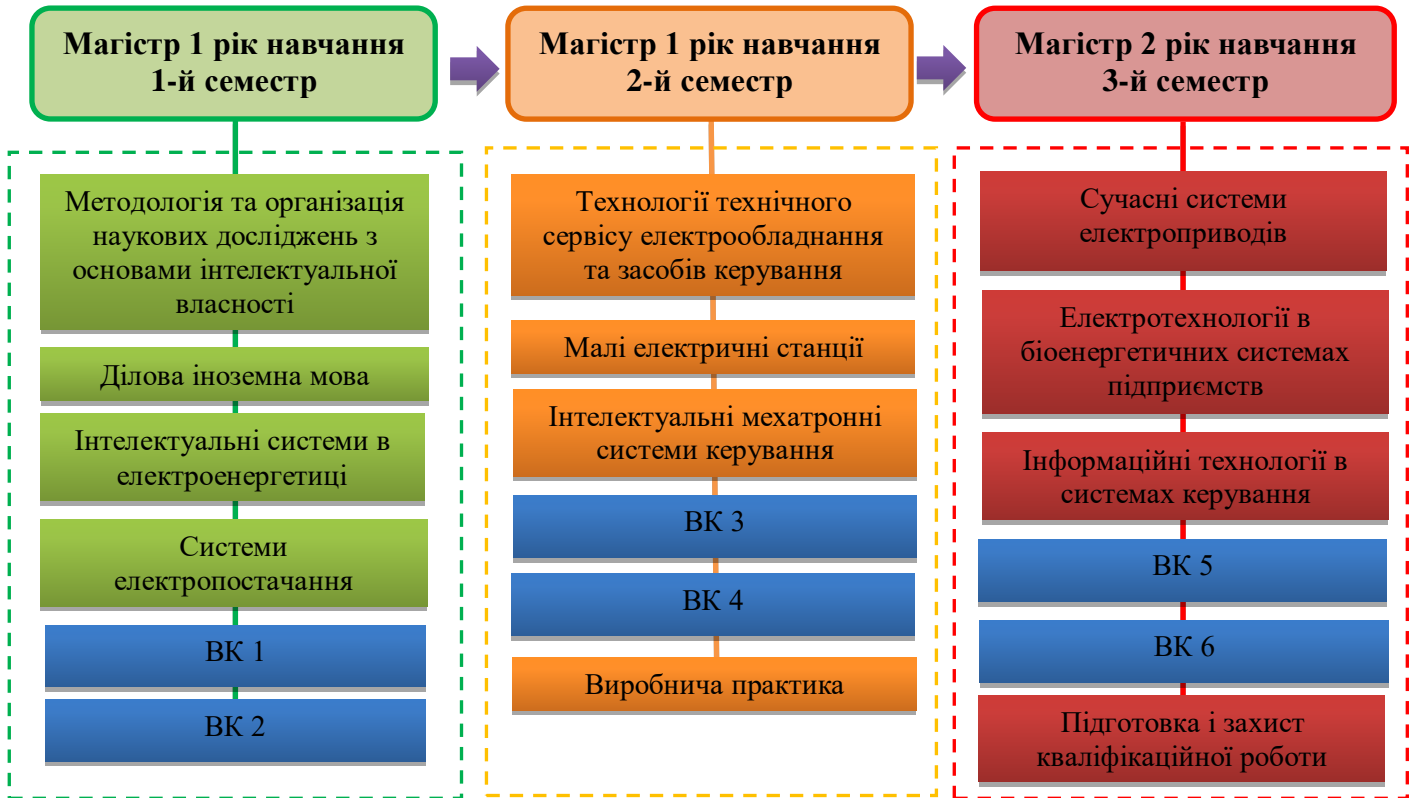 Магістр 1 рік навчання
1-й семестр
Методологія та організація
наукових досліджень з
основами інтелектуальної
власності
Ділова іноземна мова
Інтелектуальні системи в
електроенергетиці
Системи
електропостачання
ВК 1
ВК 2
Магістр 1 рік навчання
2-й семестр
Технології технічного
сервісу електрообладнання
та засобів керування
Малі електричні станції
Інтелектуальні мехатронні
системи керування
ВК 3
ВК 4
Виробнича практика
Магістр 2 рік навчання
3-й семестр
Сучасні системи
електроприводів
Електротехнології в
біоенергетичних системах
підприємств
Інформаційні технології в
системах керування
ВК 5
ВК 6
Підготовка і захист
кваліфікаційної роботи